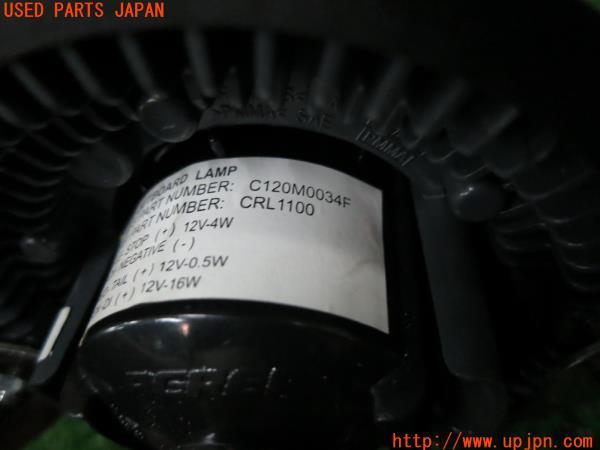 USED PARTS JAPAN
BOARD LAMP
PART NUMBER: C120M0034F
PART NUMBER: CRL1100
STOP (+) 12V-4W
NEGATIVE (-)
TAIL (+) 12V-0.5W
(+) 12V-16W
http://www.upjpn.com/